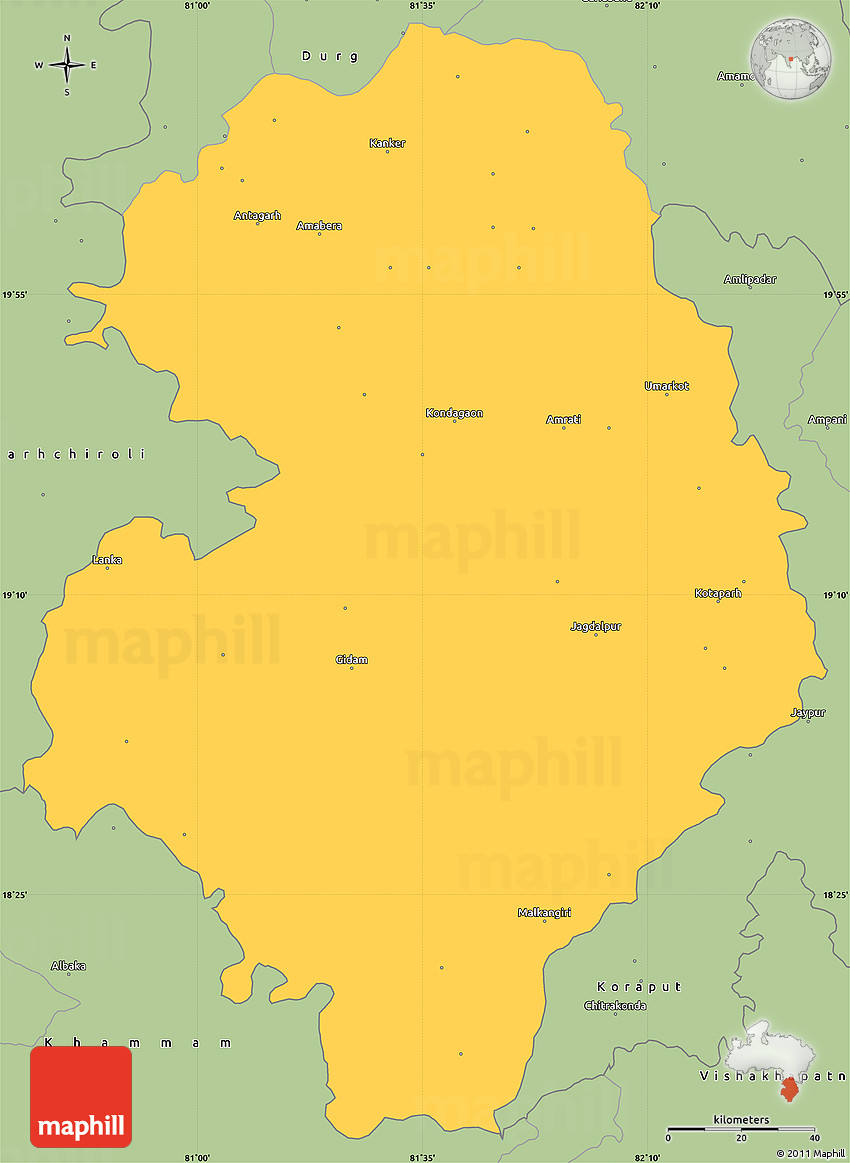 81°00'
81°35'
82°10'
Durg
N
W E
S
Kanker
Antagarh
Amabera
maphill
Amlipadar
19°55'
19°55'
Umarkot
Kondagaon
Amrati
Ampani
arhchiroli
maphill
Lanka
19°10'
19°10'
Kotaparh
Jagdalpur
maphill
Gidam
Jaypur
maphill
maphill
18°25'
18°25'
Malkangiri
Albaka
Koraput
Chitrakonda
Khammam
Vishakhapatn
maphill
kilometers
0 20 40
81°00'
81°35'
82°10'
© 2011 Maphill